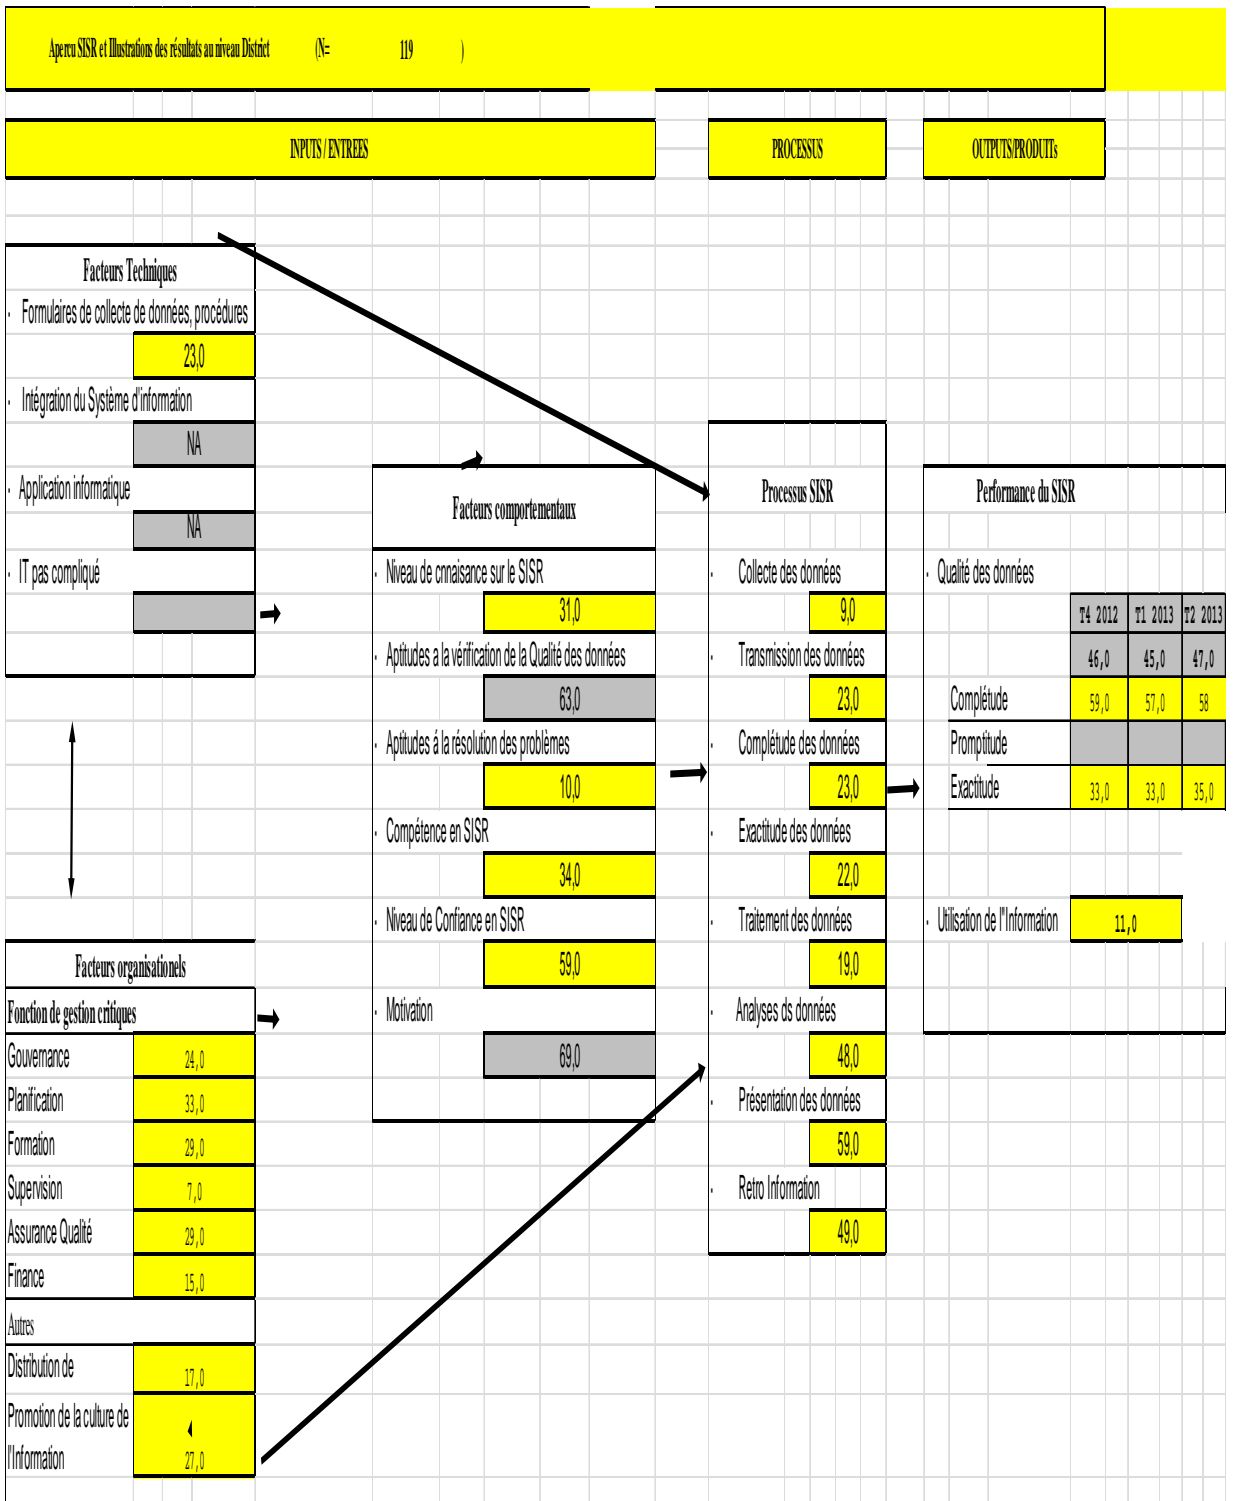 Apercu SISR et Illustrations des résultats au niveau District (N= 119 )
INPUTS / ENTREES
PROCESSUS
OUTPUTS/PRODUITs
Facteurs Techniques
- Formulaires de collecte de données, procédures
23,0
- Intégration du Système d'information
NA
- Application informatique
NA
- IT pas compliqué
Facteurs organisationels
Fonction de gestion critiques
Gouvernance 24,0
Planification 33,0
Formation 29,0
Supervision 7,0
Assurance Qualité 29,0
Finance 15,0
Autres
Distribution de 17,0
Promotion de la culture de
l'Information 27,0
Facteurs comportementaux
- Niveau de cnnaisance sur le SISR
31,0
- Aptitudes a la vérification de la Qualité des données
63,0
- Aptitudes á la résolution des problèmes
10,0
- Compétence en SISR
34,0
- Niveau de Confiance en SISR
59,0
- Motivation
69,0
Processus SISR
- Collecte des données
9,0
- Transmission des données
23,0
- Complétude des données
23,0
- Exactitude des données
22,0
- Traitement des données
19,0
- Analyses ds données
48,0
- Présentation des données
59,0
- Retro Information
49,0
Performance du SISR
- Qualité des données
T4 2012 T1 2013 T2 2013
46,0 45,0 47,0
Complétude 59,0 57,0 58
Promptitude
Exactitude 33,0 33,0 35,0
- Utilisation de l"Information 11,0